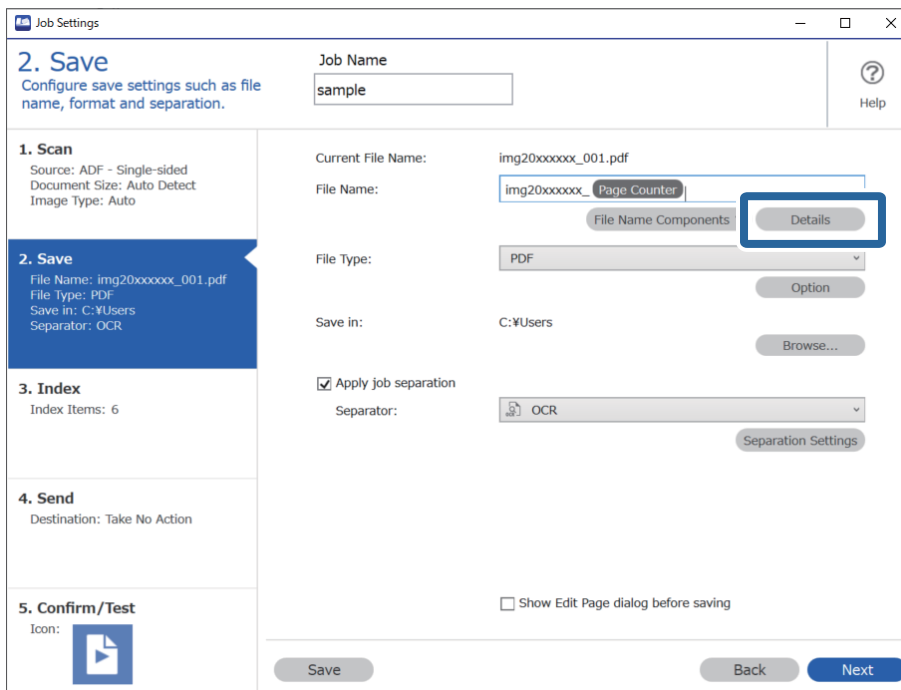 Job Settings
2. Save
Configure save settings such as file
name, format and separation.
Job Name
sample
Help
1. Scan
Source: ADF - Single-sided
Document Size: Auto Detect
Image Type: Auto
2. Save
File Name: img20xxxxxx_001.pdf
File Type: PDF
Save in: C:¥Users
Separator: OCR
3. Index
Index Items: 6
4. Send
Destination: Take No Action
5. Confirm/Test
Icon:
Current File Name: img20xxxxxx_001.pdf
File Name: img20xxxxxx_ Page Counter
File Name Components Details
File Type: PDF
Option
Save in: C:¥Users
Browse...
Apply job separation
Separator: OCR
Separation Settings
Show Edit Page dialog before saving
Save Back Next